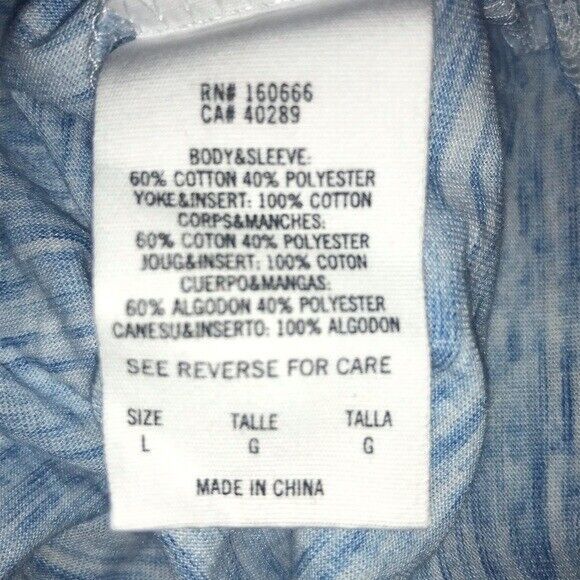 RN# 160666
CA# 40289
BODY&SLEEVE:
60% COTTON 40% POLYESTER
YOKE&INSERT: 100% COTTON
CORPS&MANCHES:
60% COTON 40% POLYESTER
JOUG&INSERT: 100% COTON
CUERPO&MANGAS:
60% ALGODON 40% POLYESTER
CANESU&INSERTO: 100% ALGODON
SEE REVERSE FOR CARE
SIZE TALLE TALLA
L G G
MADE IN CHINA